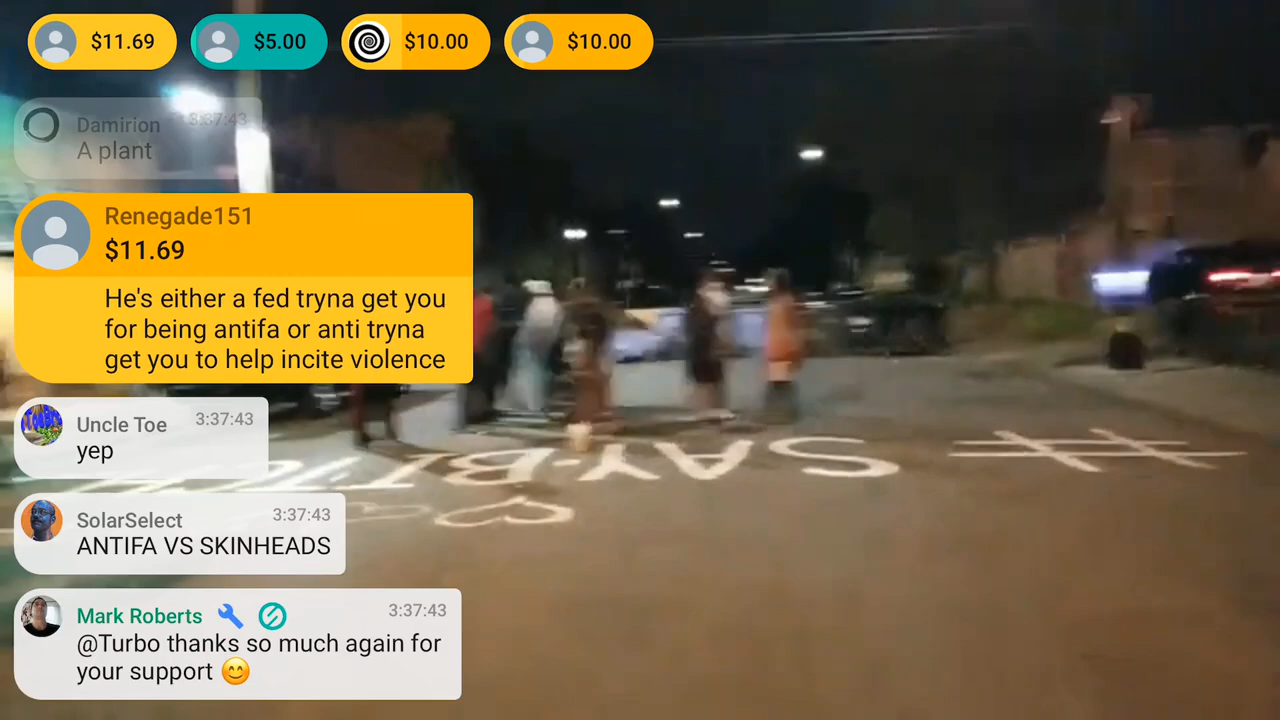 $11.69
$5.00
$10.00
$10.00
Damirion 3:37:43
A plant
Renegade151
$11.69
He's either a fed tryna get you
for being antifa or anti tryna
get you to help incite violence
Uncle Toe 3:37:43
yep
SolarSelect 3:37:43
ANTIFA VS SKINHEADS
Mark Roberts 3:37:43
@Turbo thanks so much again for
your support 😊
#SAY